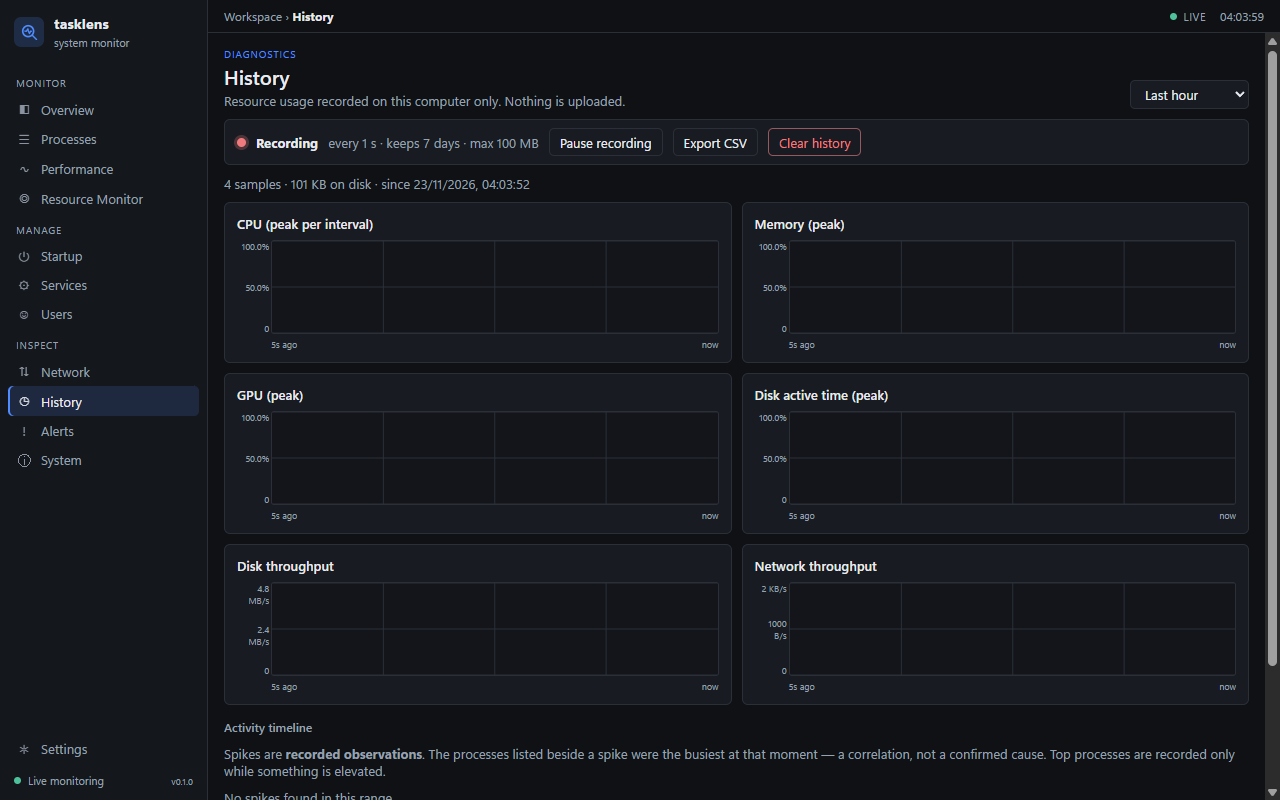 tasklens
system monitor
MONITOR
Overview
Processes
Performance
Resource Monitor
MANAGE
Startup
Services
Users
INSPECT
Network
History
Alerts
System
Settings
Live monitoring
v0.1.0
Workspace › History
LIVE
04:03:59
DIAGNOSTICS
History
Resource usage recorded on this computer only. Nothing is uploaded.
Last hour
Recording
every 1 s · keeps 7 days · max 100 MB
Pause recording
Export CSV
Clear history
4 samples · 101 KB on disk · since 23/11/2026, 04:03:52
CPU (peak per interval)
100.0%
50.0%
0
5s ago
now
Memory (peak)
100.0%
50.0%
0
5s ago
now
GPU (peak)
100.0%
50.0%
0
5s ago
now
Disk active time (peak)
100.0%
50.0%
0
5s ago
now
Disk throughput
4.8
MB/s
2.4
MB/s
0
5s ago
now
Network throughput
2 KB/s
1000
B/s
0
5s ago
now
Activity timeline
Spikes are recorded observations. The processes listed beside a spike were the busiest at that moment — a correlation, not a confirmed cause. Top processes are recorded only
while something is elevated.
No spikes found in this range.